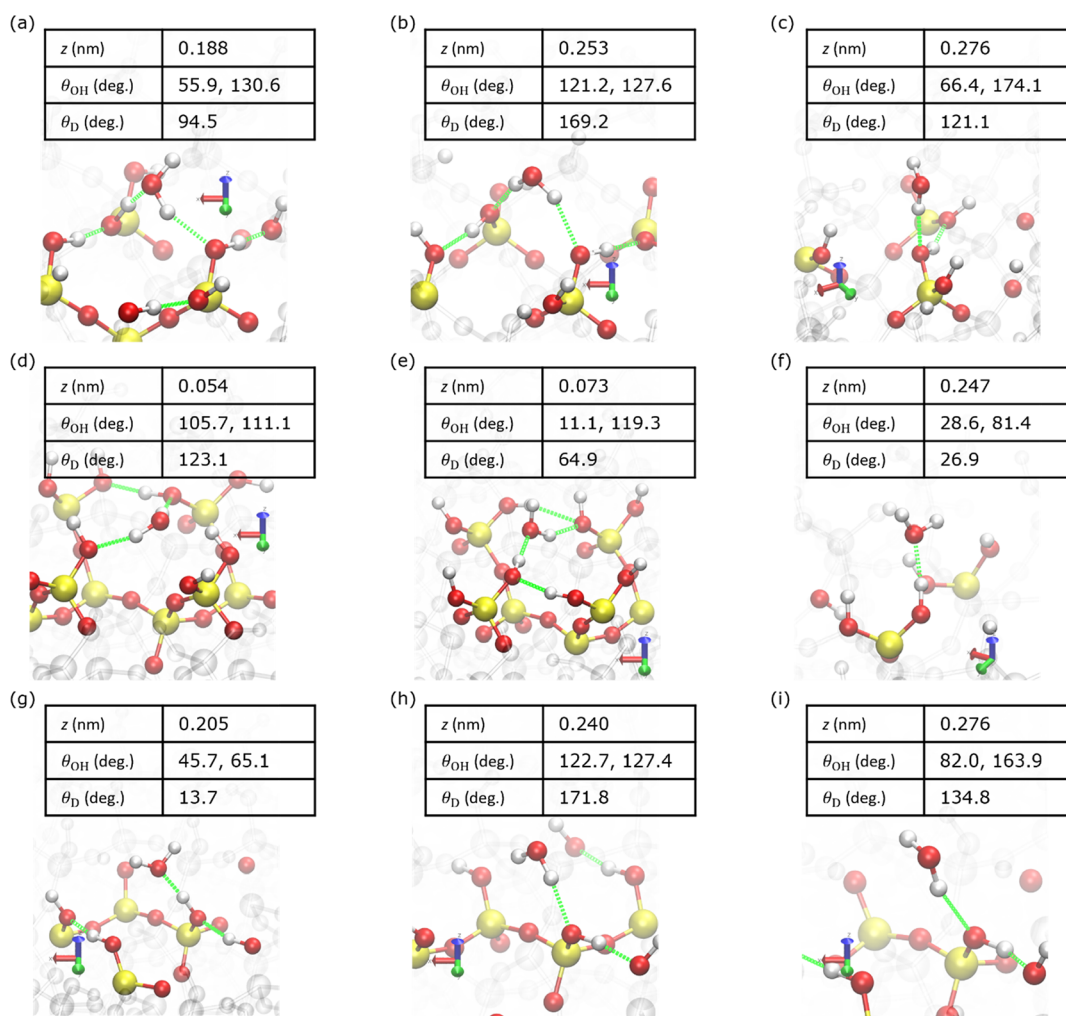 (a)
z (nm) 0.188
θOH (deg.) 55.9, 130.6
θD (deg.) 94.5
(b)
z (nm) 0.253
θOH (deg.) 121.2, 127.6
θD (deg.) 169.2
(c)
z (nm) 0.276
θOH (deg.) 66.4, 174.1
θD (deg.) 121.1
(d)
z (nm) 0.054
θOH (deg.) 105.7, 111.1
θD (deg.) 123.1
(e)
z (nm) 0.073
θOH (deg.) 11.1, 119.3
θD (deg.) 64.9
(f)
z (nm) 0.247
θOH (deg.) 28.6, 81.4
θD (deg.) 26.9
(g)
z (nm) 0.205
θOH (deg.) 45.7, 65.1
θD (deg.) 13.7
(h)
z (nm) 0.240
θOH (deg.) 122.7, 127.4
θD (deg.) 171.8
(i)
z (nm) 0.276
θOH (deg.) 82.0, 163.9
θD (deg.) 134.8